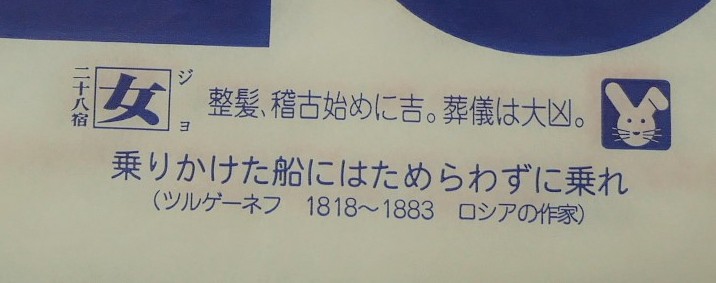 二十八宿 女 ジョ 整髪、稽古始めに吉。葬儀は大凶。
乗りかけた船にはためらわずに乗れ
(ツルゲーネフ 1818〜1883 ロシアの作家)